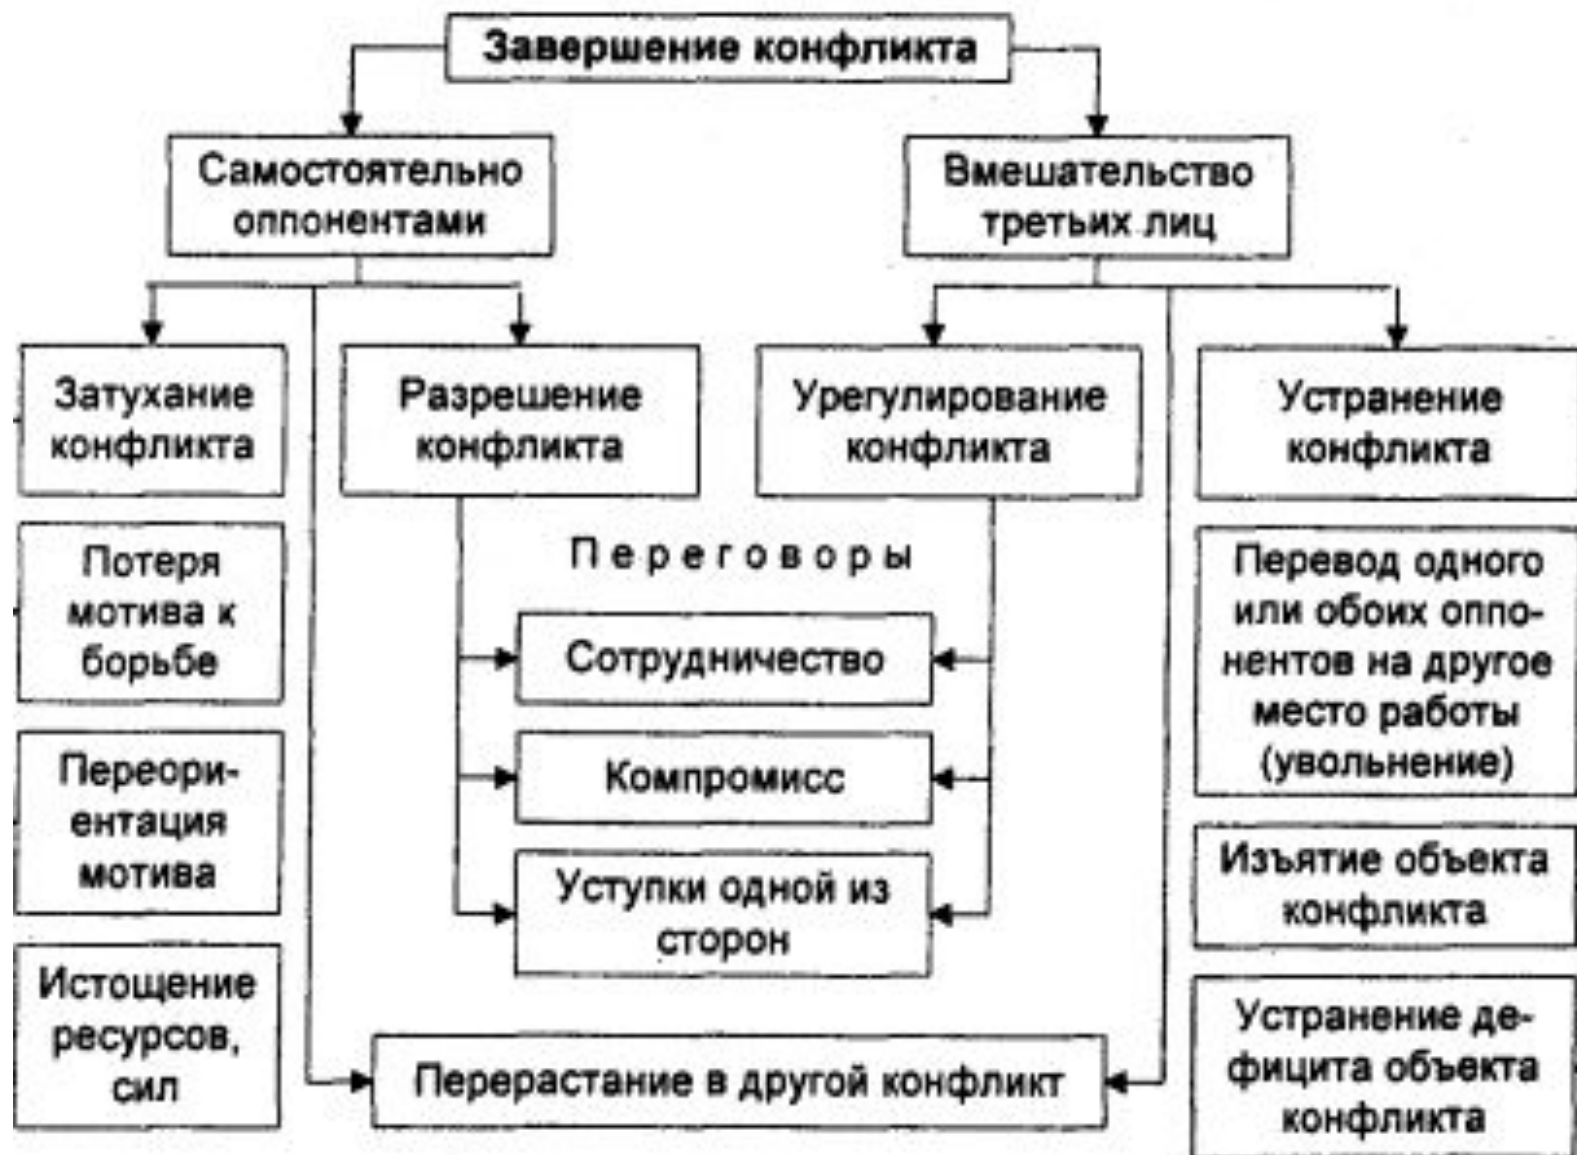 Завершение конфликта
Самостоятельно
оппонентами
Вмешательство
третьих лиц
Затухание
конфликта
Разрешение
конфликта
Урегулирование
конфликта
Устранение
конфликта
Переговоры
Потеря
мотива к
борьбе
Переори-
ентация
мотива
Истощение
ресурсов,
сил
Сотрудничество
Компромисс
Уступки одной из
сторон
Перерастание в другой конфликт
Перевод одного
или обоих оппо-
нентов на другое
место работы
(увольнение)
Изъятие объекта
конфликта
Устранение де-
фицита объекта
конфликта